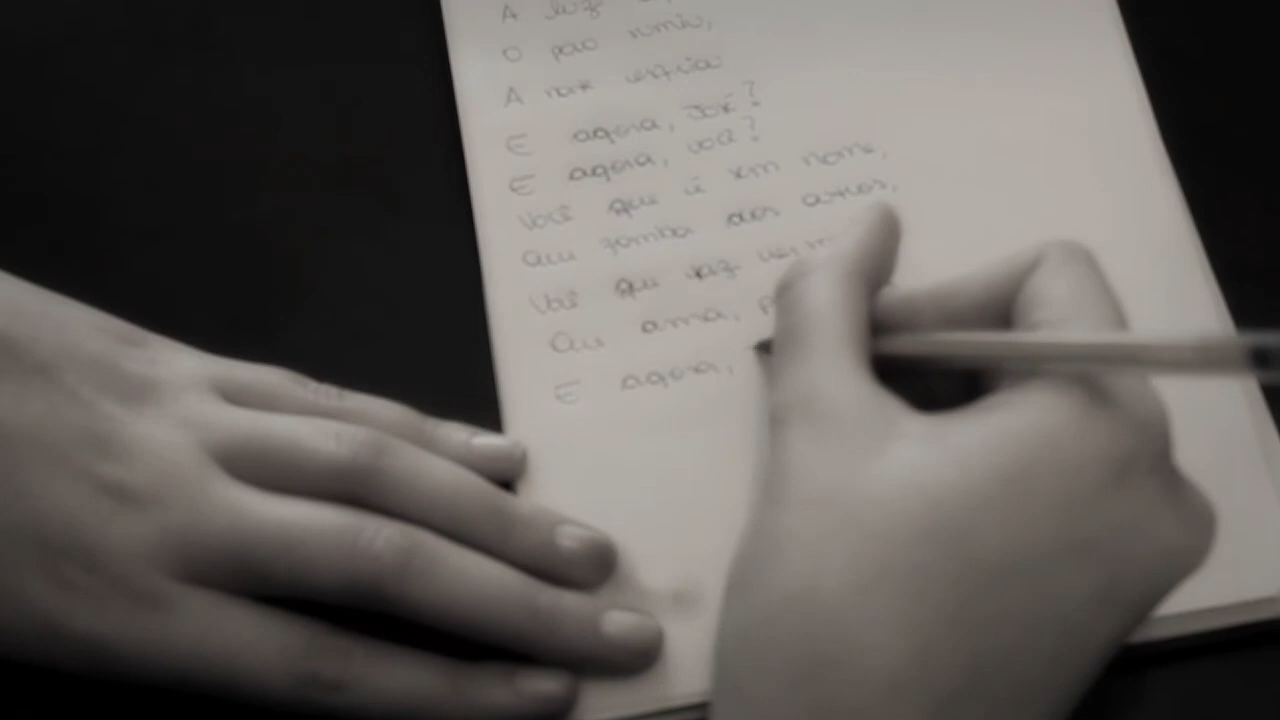 A luz
O povo sumiu,
A noite esfriou
E agora, José?
E agora, você?
Você que é sem nome,
Que zomba dos outros,
Você que faz versos
Que ama, p
E agora,